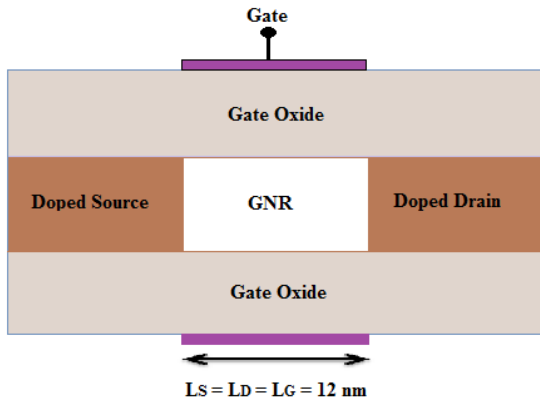 Gate
Gate Oxide
Doped Source GNR Doped Drain
Gate Oxide
LS = LD = LG = 12 nm